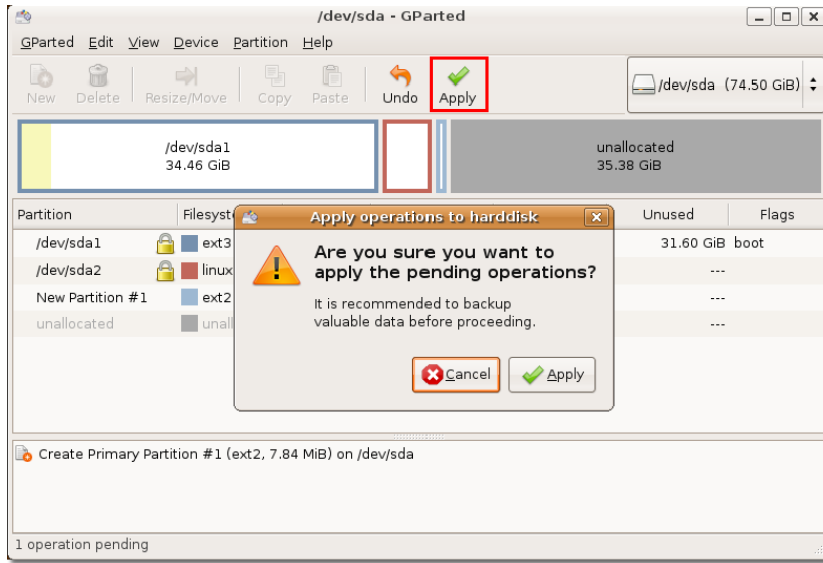 /dev/sda - GParted
GParted Edit View Device Partition Help
New Delete Resize/Move Copy Paste Undo Apply /dev/sda (74.50 GiB)
/dev/sda1
34.46 GiB
unallocated
35.38 GiB
Partition Filesyst Unused Flags
/dev/sda1 ext3 31.60 GiB boot
/dev/sda2 linux ---
New Partition #1 ext2 ---
unallocated unall ---
Apply operations to harddisk
Are you sure you want to
apply the pending operations?
It is recommended to backup
valuable data before proceeding.
Cancel Apply
Create Primary Partition #1 (ext2, 7.84 MiB) on /dev/sda
1 operation pending